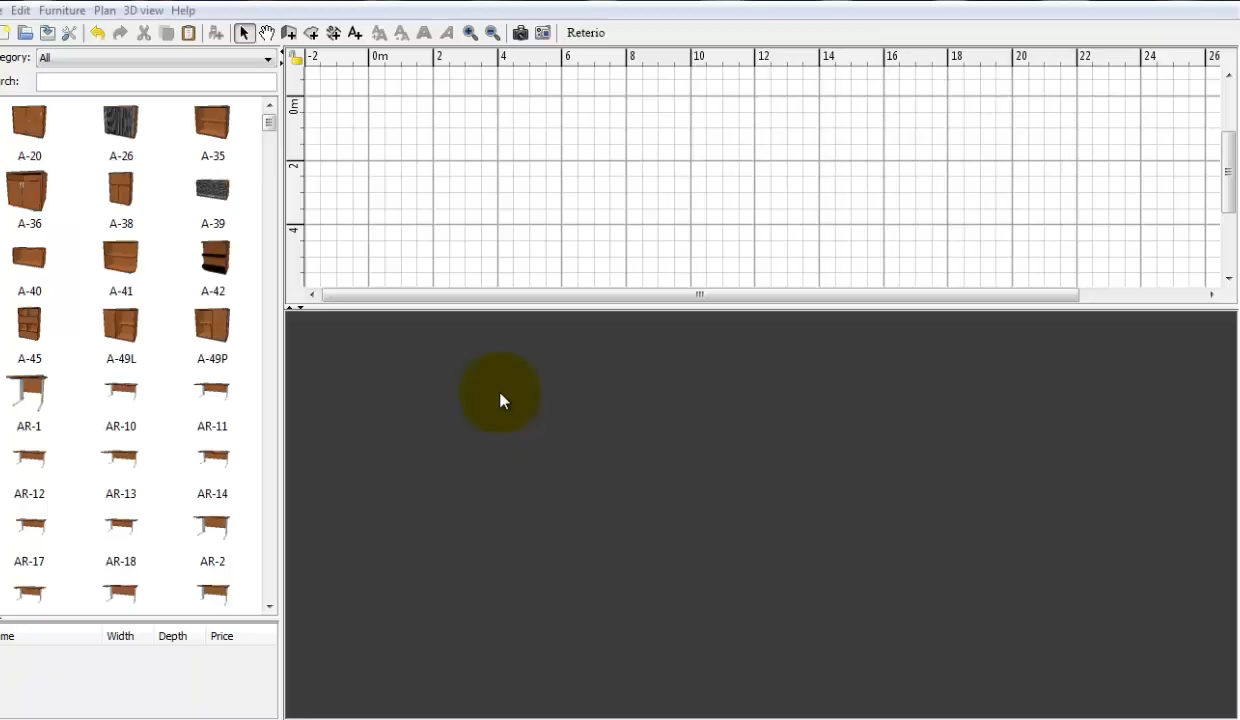 e Edit Furniture Plan 3D view Help
Reterio
egory: All
rch:
-2 0m 2 4 6 8 10 12 14 16 18 20 22 24 26
0m
2
4
A-20 A-26 A-35
A-36 A-38 A-39
A-40 A-41 A-42
A-45 A-49L A-49P
AR-1 AR-10 AR-11
AR-12 AR-13 AR-14
AR-17 AR-18 AR-2
me Width Depth Price